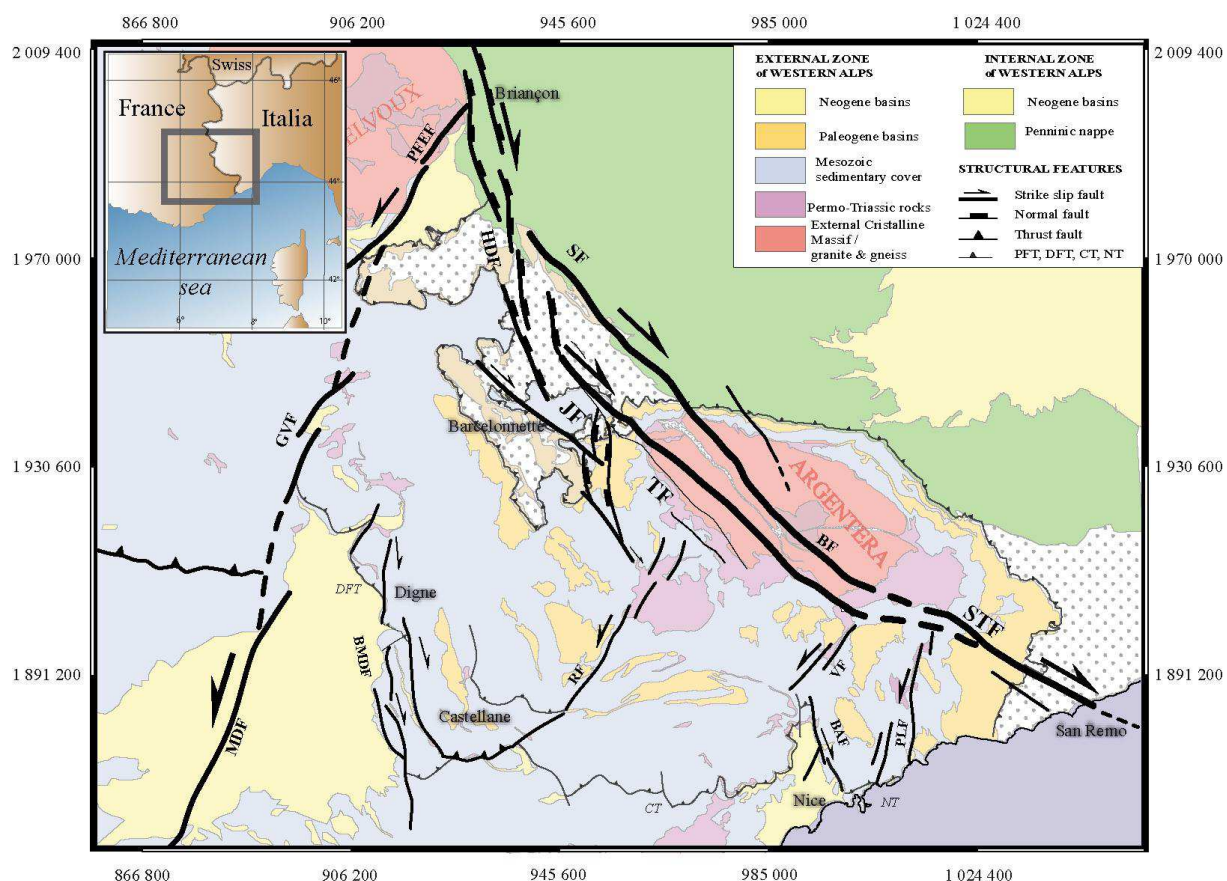 866 800
906 200
945 600
985 000
1 024 400
2 009 400
2 009 400
1 970 000
1 970 000
1 930 600
1 930 600
1 891 200
1 891 200
866 800
906 200
945 600
985 000
1 024 400
Swiss
France
Italia
Mediterranean
sea
46°
44°
42°
6°
8°
10°
EXTERNAL ZONE
of WESTERN ALPS
Neogene basins
Paleogene basins
Mesozoic
sedimentary cover
Permo-Triassic rocks
External Cristalline
Massif /
granite & gneiss
INTERNAL ZONE
of WESTERN ALPS
Neogene basins
Penninic nappe
STRUCTURAL FEATURES
Strike slip fault
Normal fault
Thrust fault
PFT, DFT, CT, NT
ELVOUX
Briançon
PFEF
HDF
SF
GVF
JF
Barcelonnette
TF
ARGENTERA
BF
STF
DFT
Digne
BMDF
RF
Castellane
MDF
VF
BAF
PLF
San Remo
Nice
CT
NT